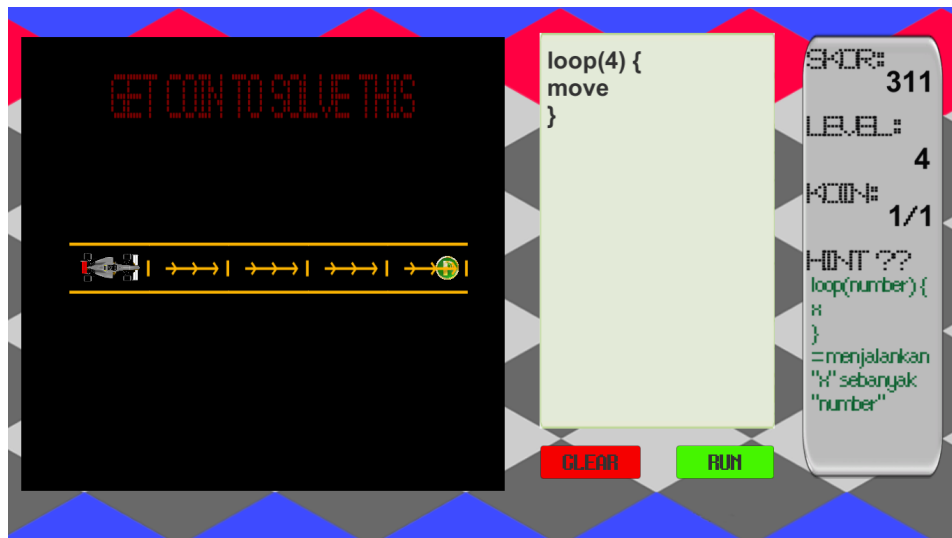 GET COIN TO SOLVE THIS
loop(4) {
move
}
CLEAR
RUN
SKOR:
311
LEVEL:
4
KOIN:
1/1
HINT ??
loop(number) {
x
}
=menjalankan
"x" sebanyak
"number"